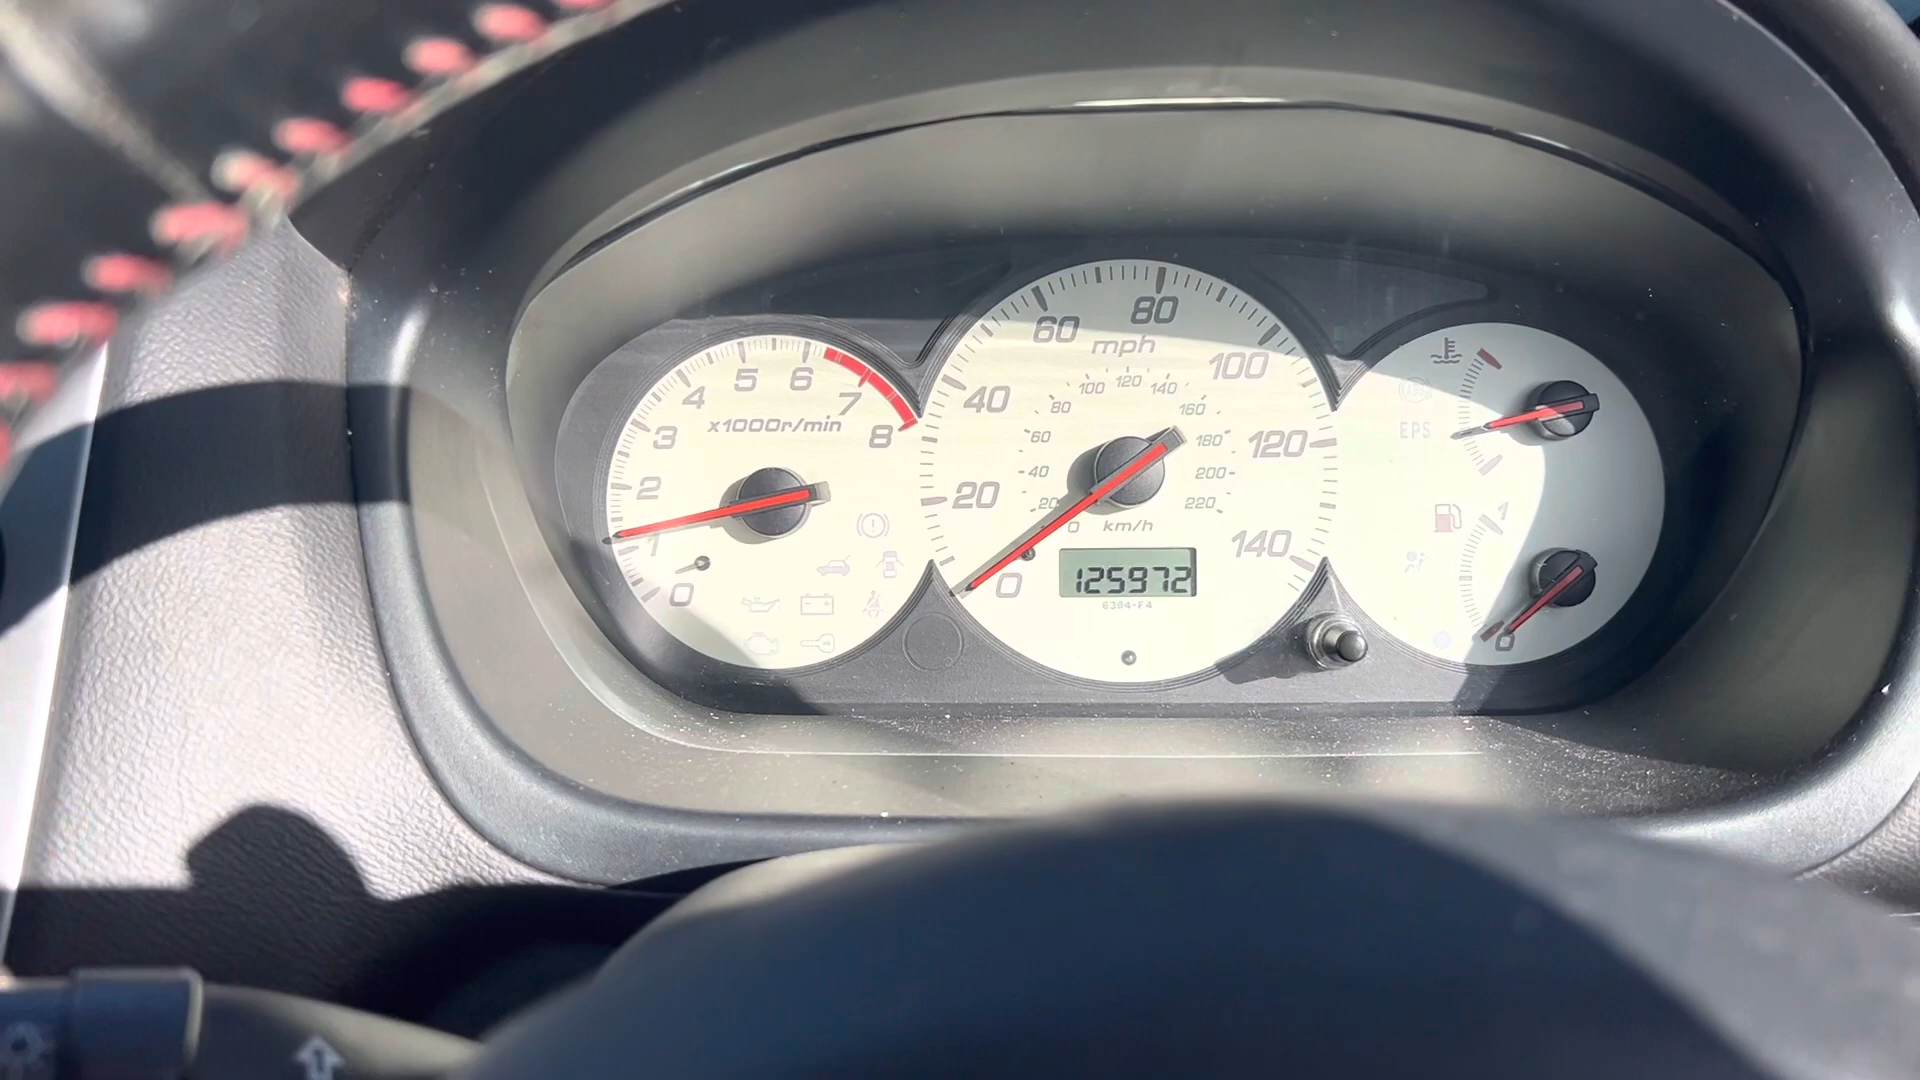 0 1 2 3 4 5 6 7 8
x1000r/min
0 20 40 60 80 100 120 140
mph
0 20 40 60 80 100 120 140 160 180 200 220
km/h
125972
6384-F4
EPS
1
0